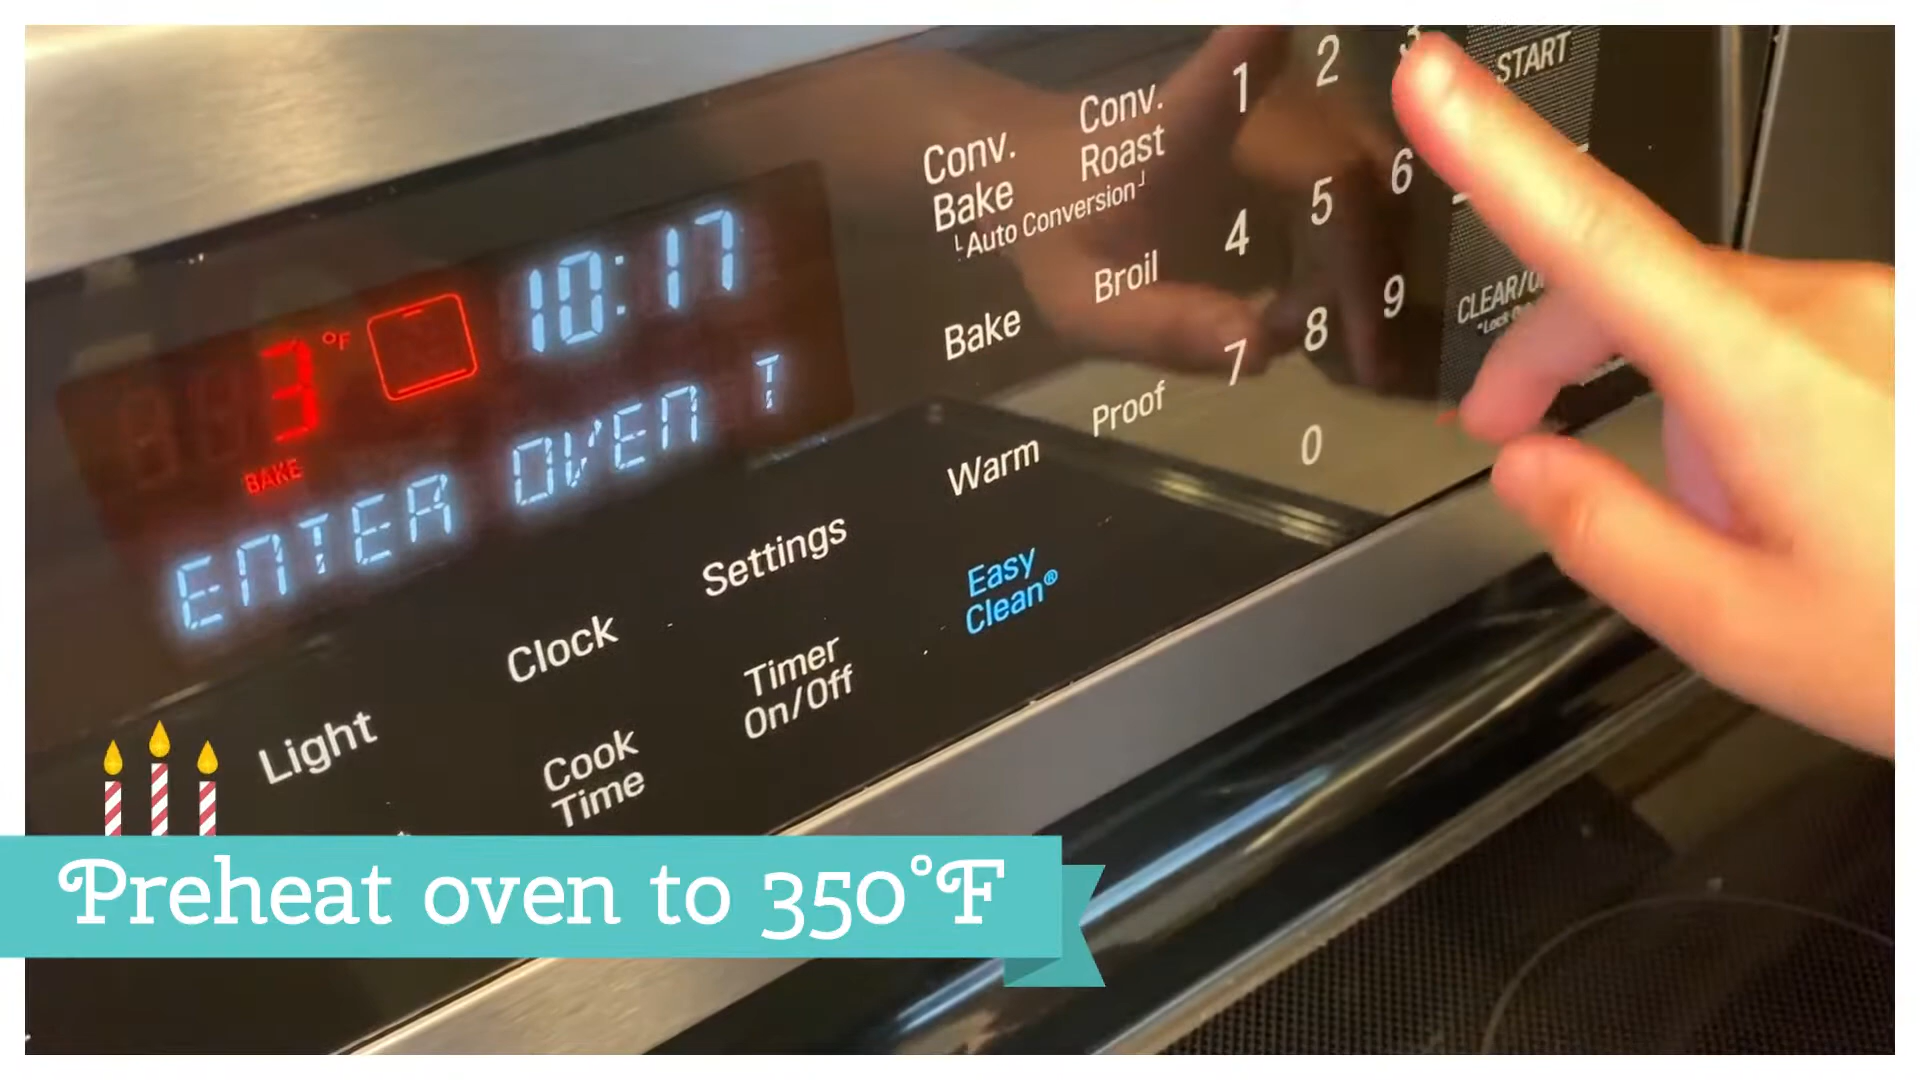 3 °F
10:17
BAKE
ENTER OVEN T
Conv.
Bake
Conv.
Roast
Auto Conversion
Bake
Broil
Warm
Proof
Easy
Clean®
1 2 3
4 5 6
7 8 9
0
START
Settings
Clock
Timer
On/Off
Light
Cook
Time
Preheat oven to 350°F